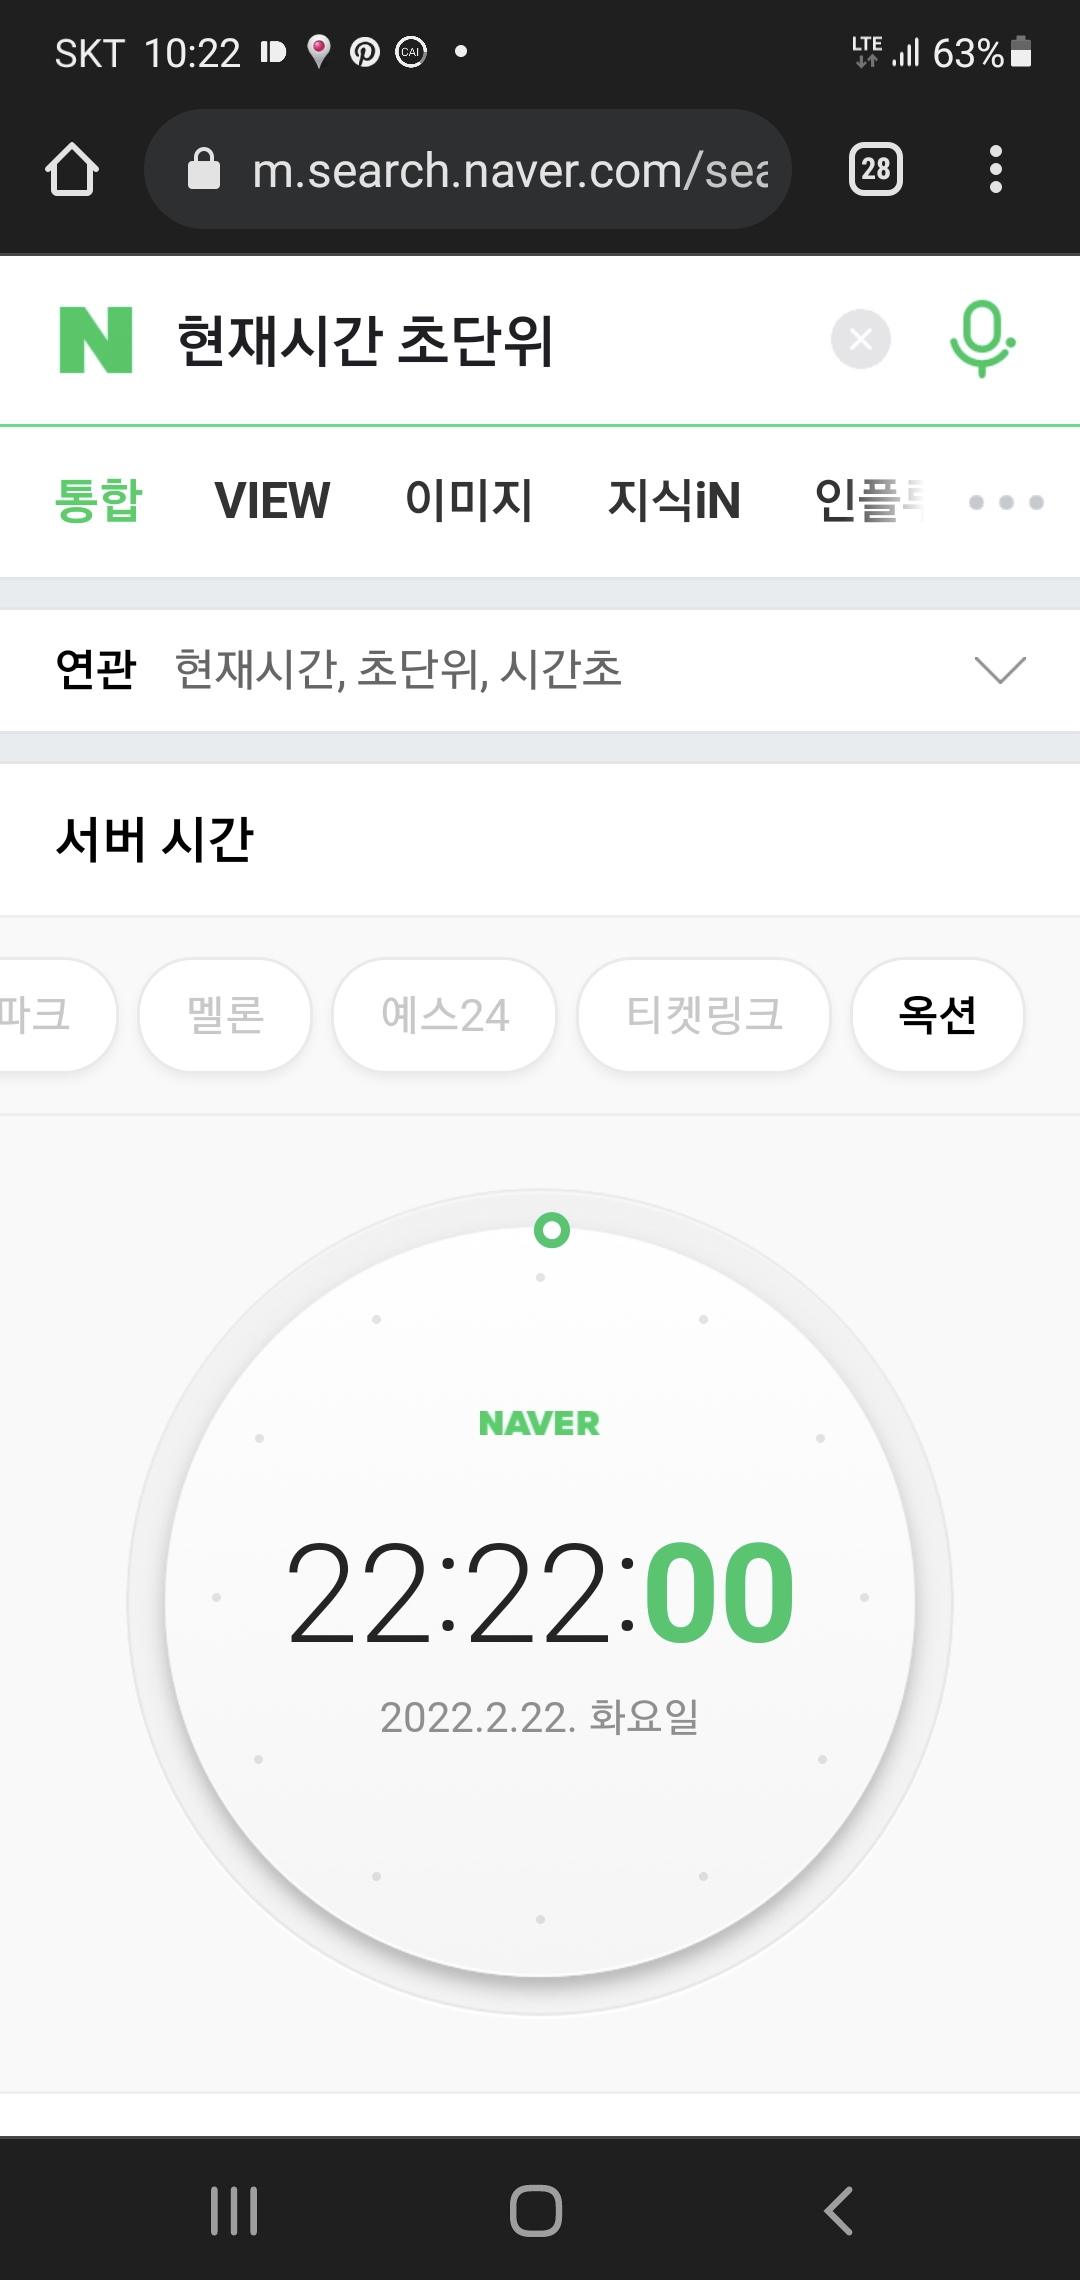 SKT 10:22 CAI LTE 63%
m.search.naver.com/sea 28
N 현재시간 초단위
통합 VIEW 이미지 지식iN 인플루
연관 현재시간, 초단위, 시간초
서버 시간
파크 멜론 예스24 티켓링크 옥션
NAVER
22:22:00
2022.2.22. 화요일